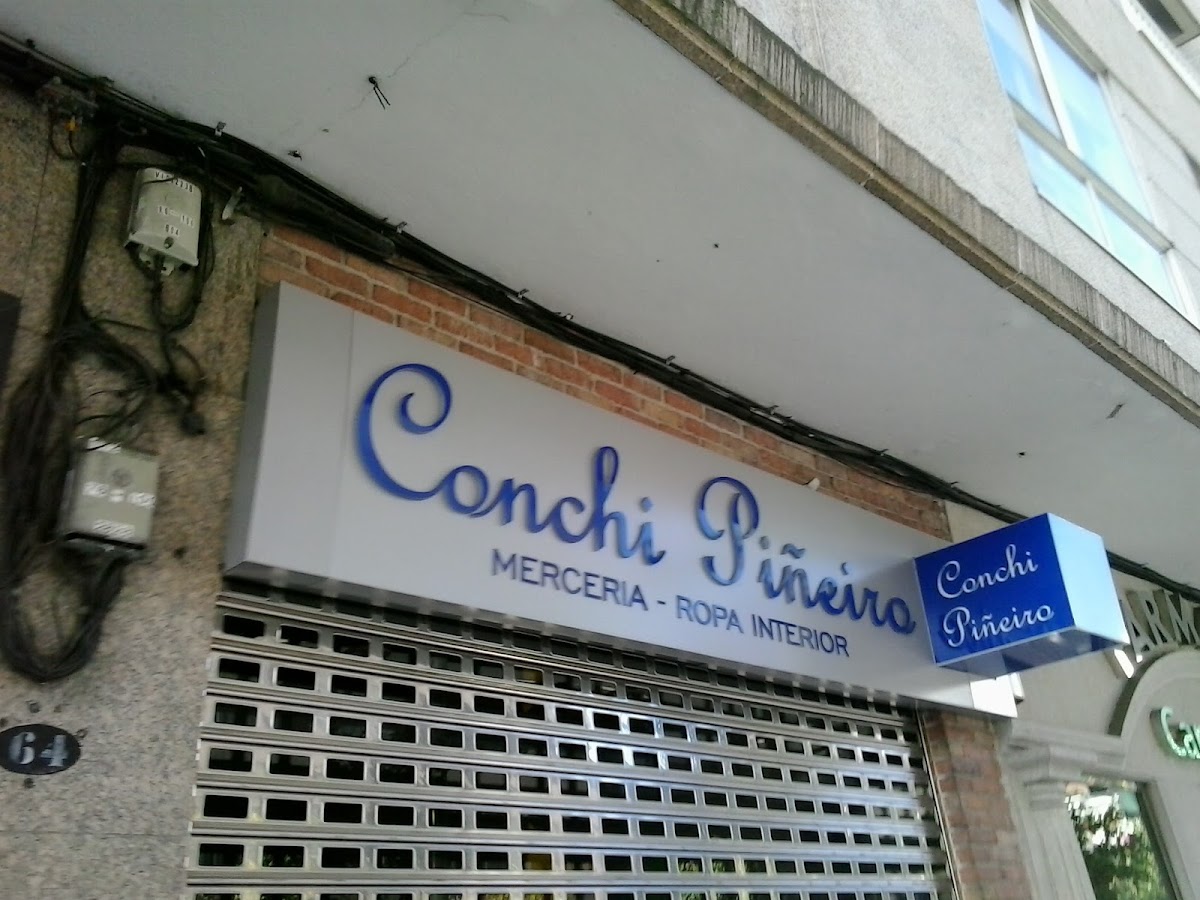 Conchi Piñeiro
MERCERIA - ROPA INTERIOR
Conchi
Piñeiro
64